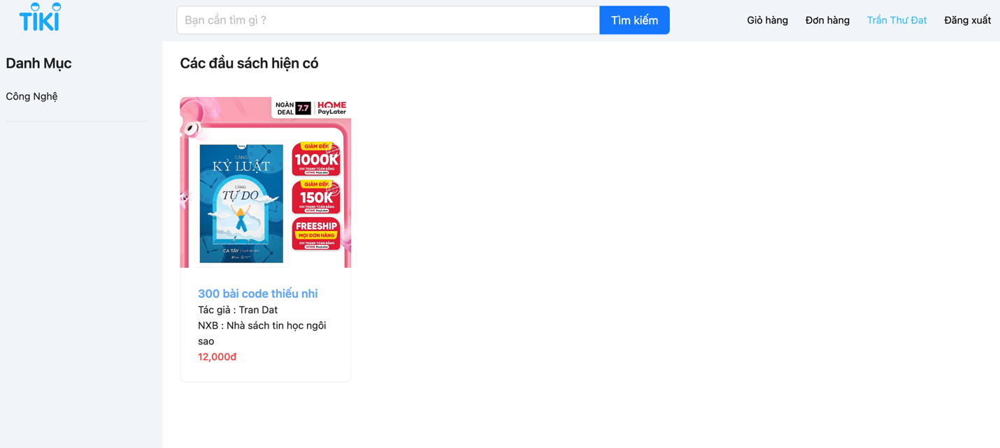 TIKI
Bạn cần tìm gì ?
Tìm kiếm
Giỏ hàng
Đơn hàng
Trần Thư Đạt
Đăng xuất
Danh Mục
Công Nghệ
Các đầu sách hiện có
NGÀN
DEAL
7.7
HOME
PayLater
CÀNG
KỶ LUẬT
CÀNG
TỰ DO
CA TÂY
GIẢM ĐẾN
1000K
KHI THANH TOÁN BẰNG
HOME PayLater
GIẢM ĐẾN
150K
KHI THANH TOÁN BẰNG
HOME PayLater
FREESHIP
MỌI ĐƠN HÀNG
KHI THANH TOÁN BẰNG
HOME PayLater
300 bài code thiếu nhi
Tác giả : Tran Dat
NXB : Nhà sách tin học ngôi
sao
12,000đ